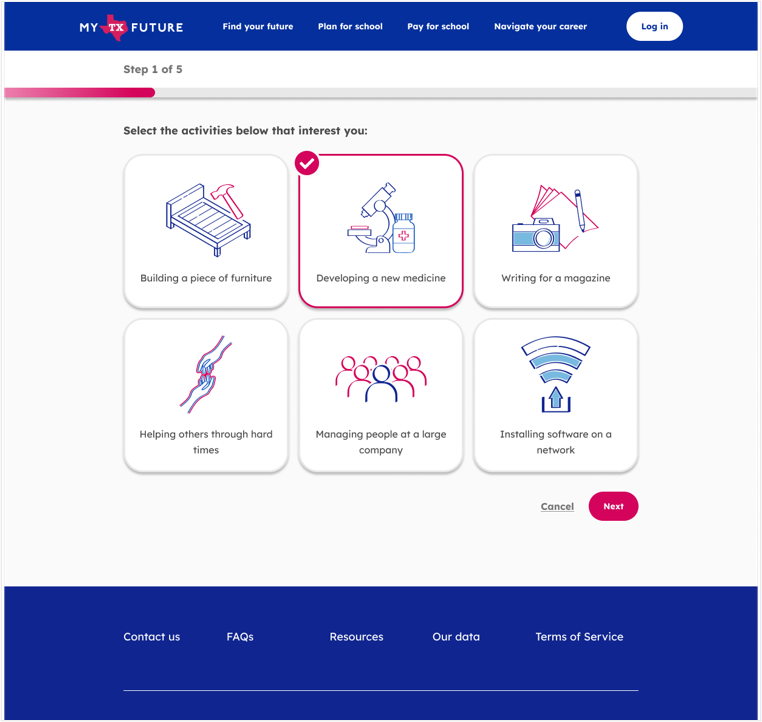 MY TX FUTURE
Find your future
Plan for school
Pay for school
Navigate your career
Log in
Step 1 of 5
Select the activities below that interest you:
Building a piece of furniture
Developing a new medicine
Writing for a magazine
Helping others through hard
times
Managing people at a large
company
Installing software on a
network
Cancel
Next
Contact us
FAQs
Resources
Our data
Terms of Service